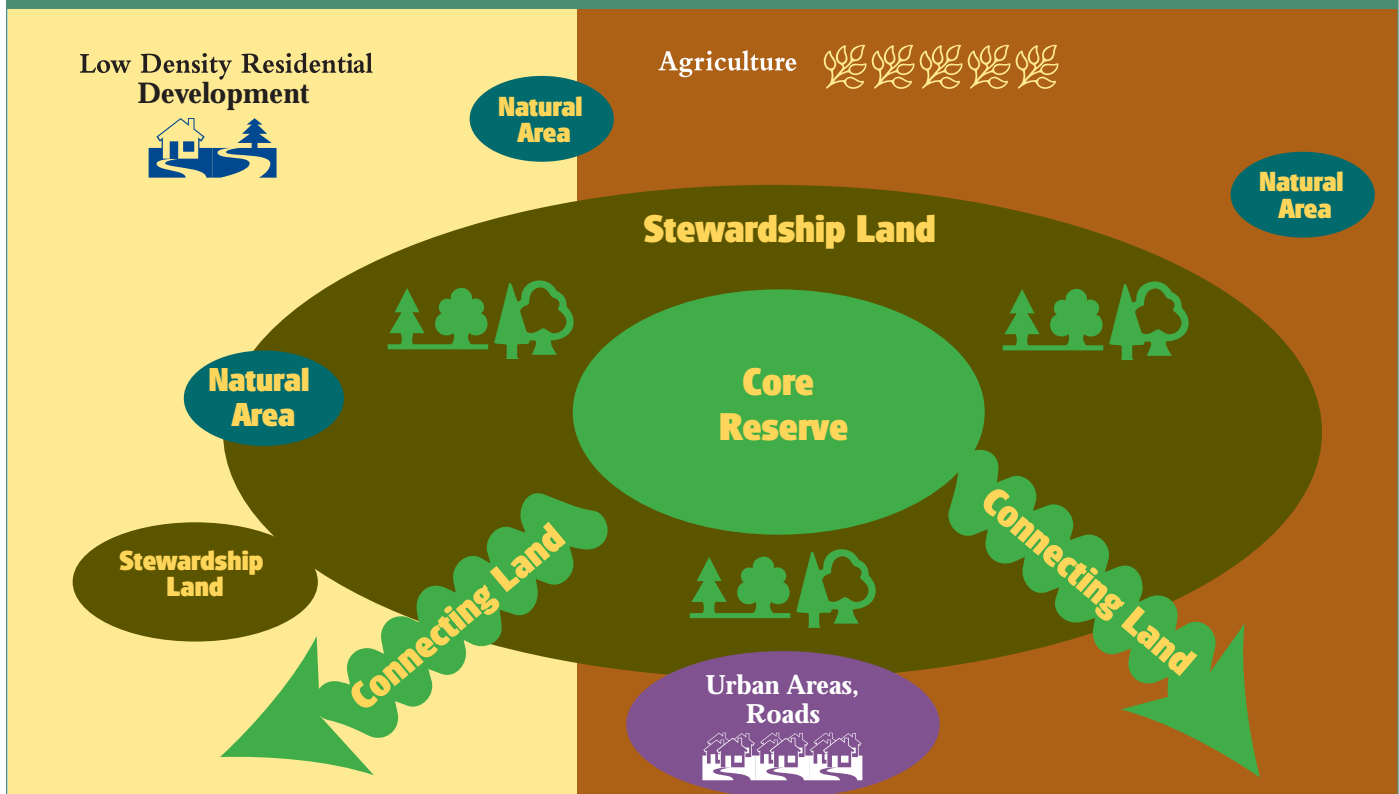 Low Density Residential
Development
Agriculture
Natural
Area
Natural
Area
Stewardship Land
Core
Reserve
Natural
Area
Stewardship
Land
Connecting Land
Connecting Land
Urban Areas,
Roads